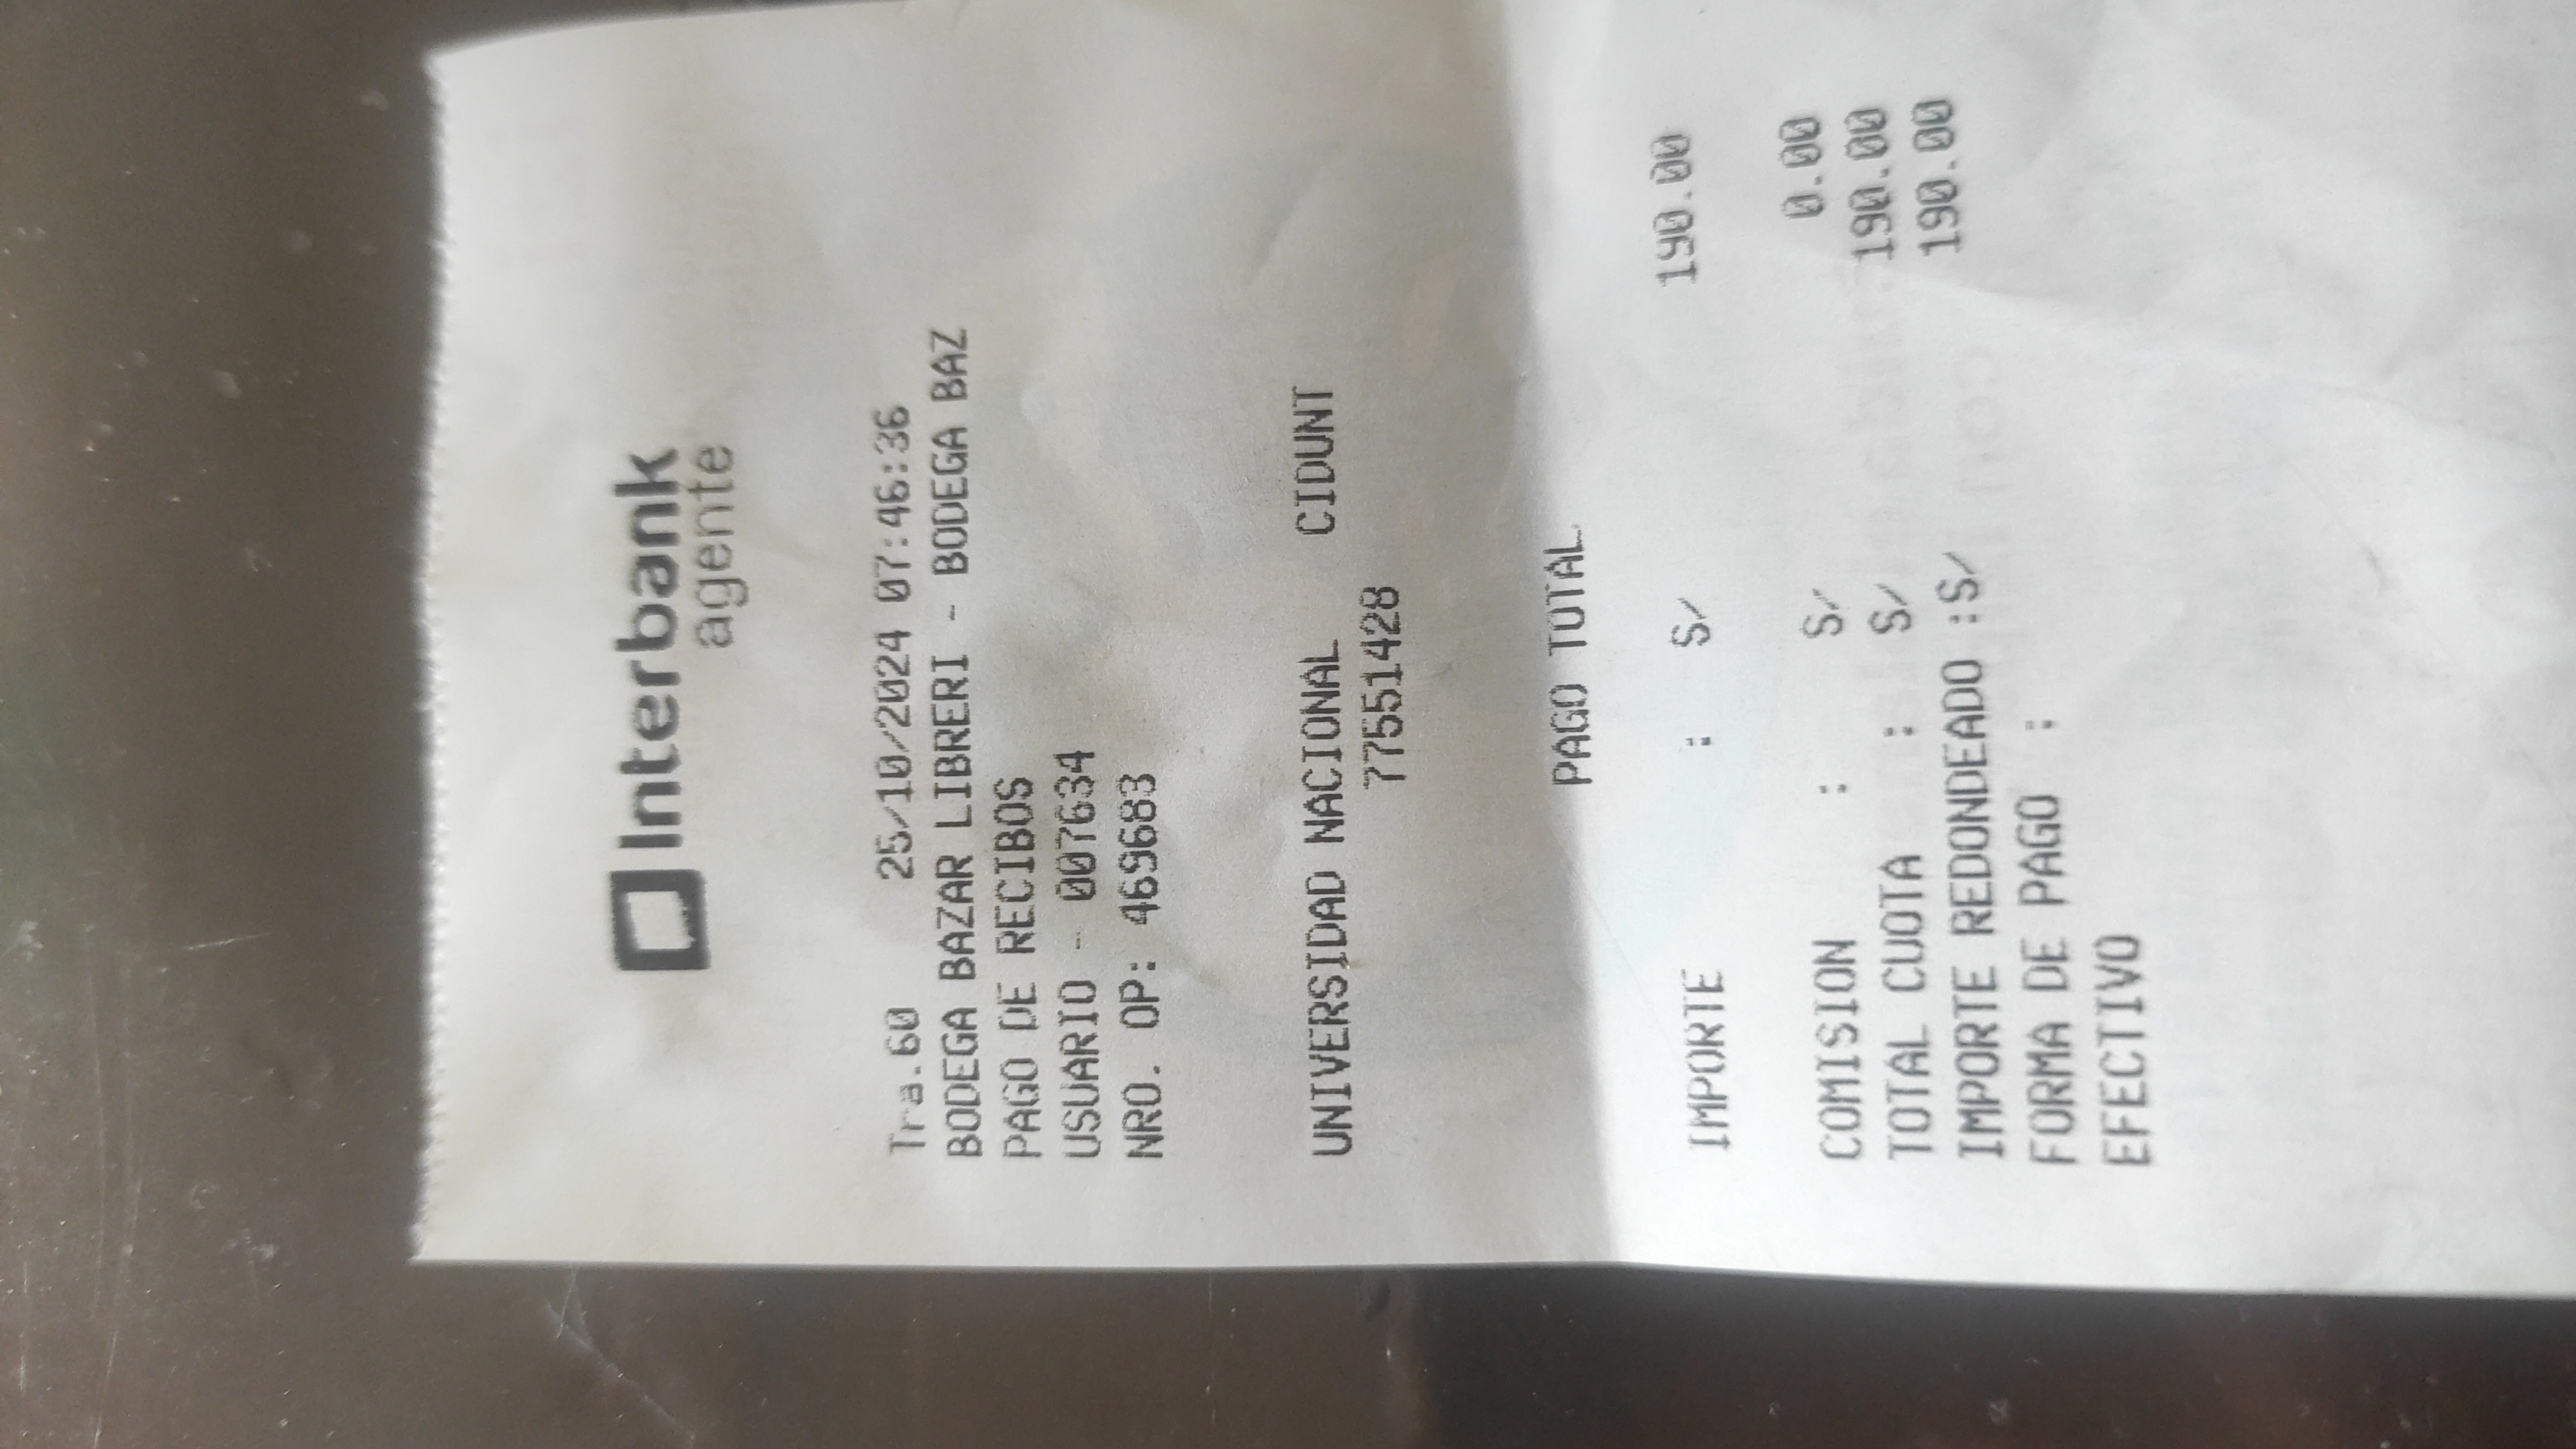 Interbank
agente
Tra.60 25/10/2024 07:46:36
BODEGA BAZAR LIBRERI - BODEGA BAZ
PAGO DE RECIBOS
USUARIO - 007634
NRO. OP: 469683
UNIVERSIDAD NACIONAL CIDUNT
77551428
PAGO TOTAL
IMPORTE : S/ 190.00
COMISION : S/ 0.00
TOTAL CUOTA : S/ 190.00
IMPORTE REDONDEADO :S/ 190.00
FORMA DE PAGO :
EFECTIVO